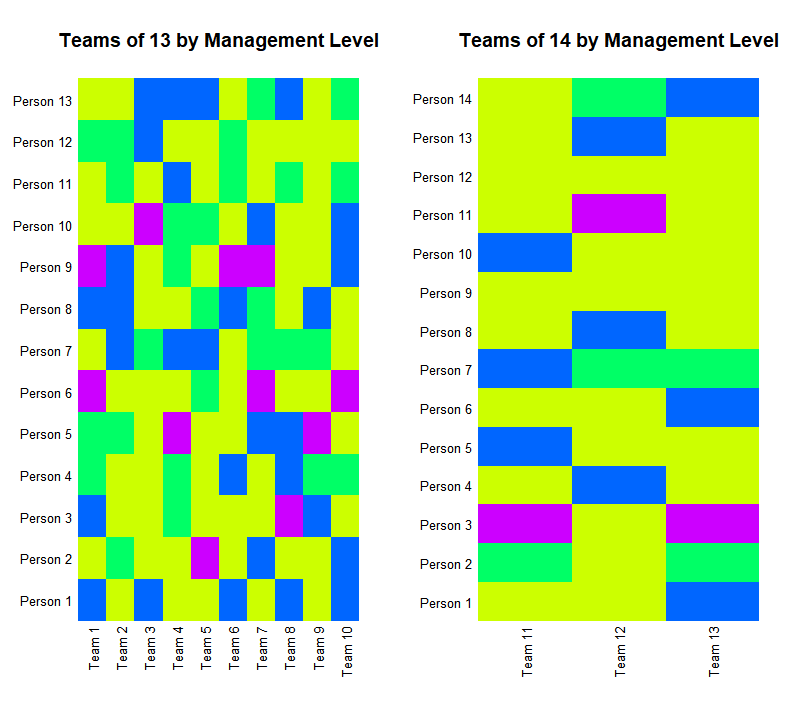 Teams of 13 by Management Level
Person 13
Person 12
Person 11
Person 10
Person 9
Person 8
Person 7
Person 6
Person 5
Person 4
Person 3
Person 2
Person 1
Team 1
Team 2
Team 3
Team 4
Team 5
Team 6
Team 7
Team 8
Team 9
Team 10
Teams of 14 by Management Level
Person 14
Person 13
Person 12
Person 11
Person 10
Person 9
Person 8
Person 7
Person 6
Person 5
Person 4
Person 3
Person 2
Person 1
Team 11
Team 12
Team 13